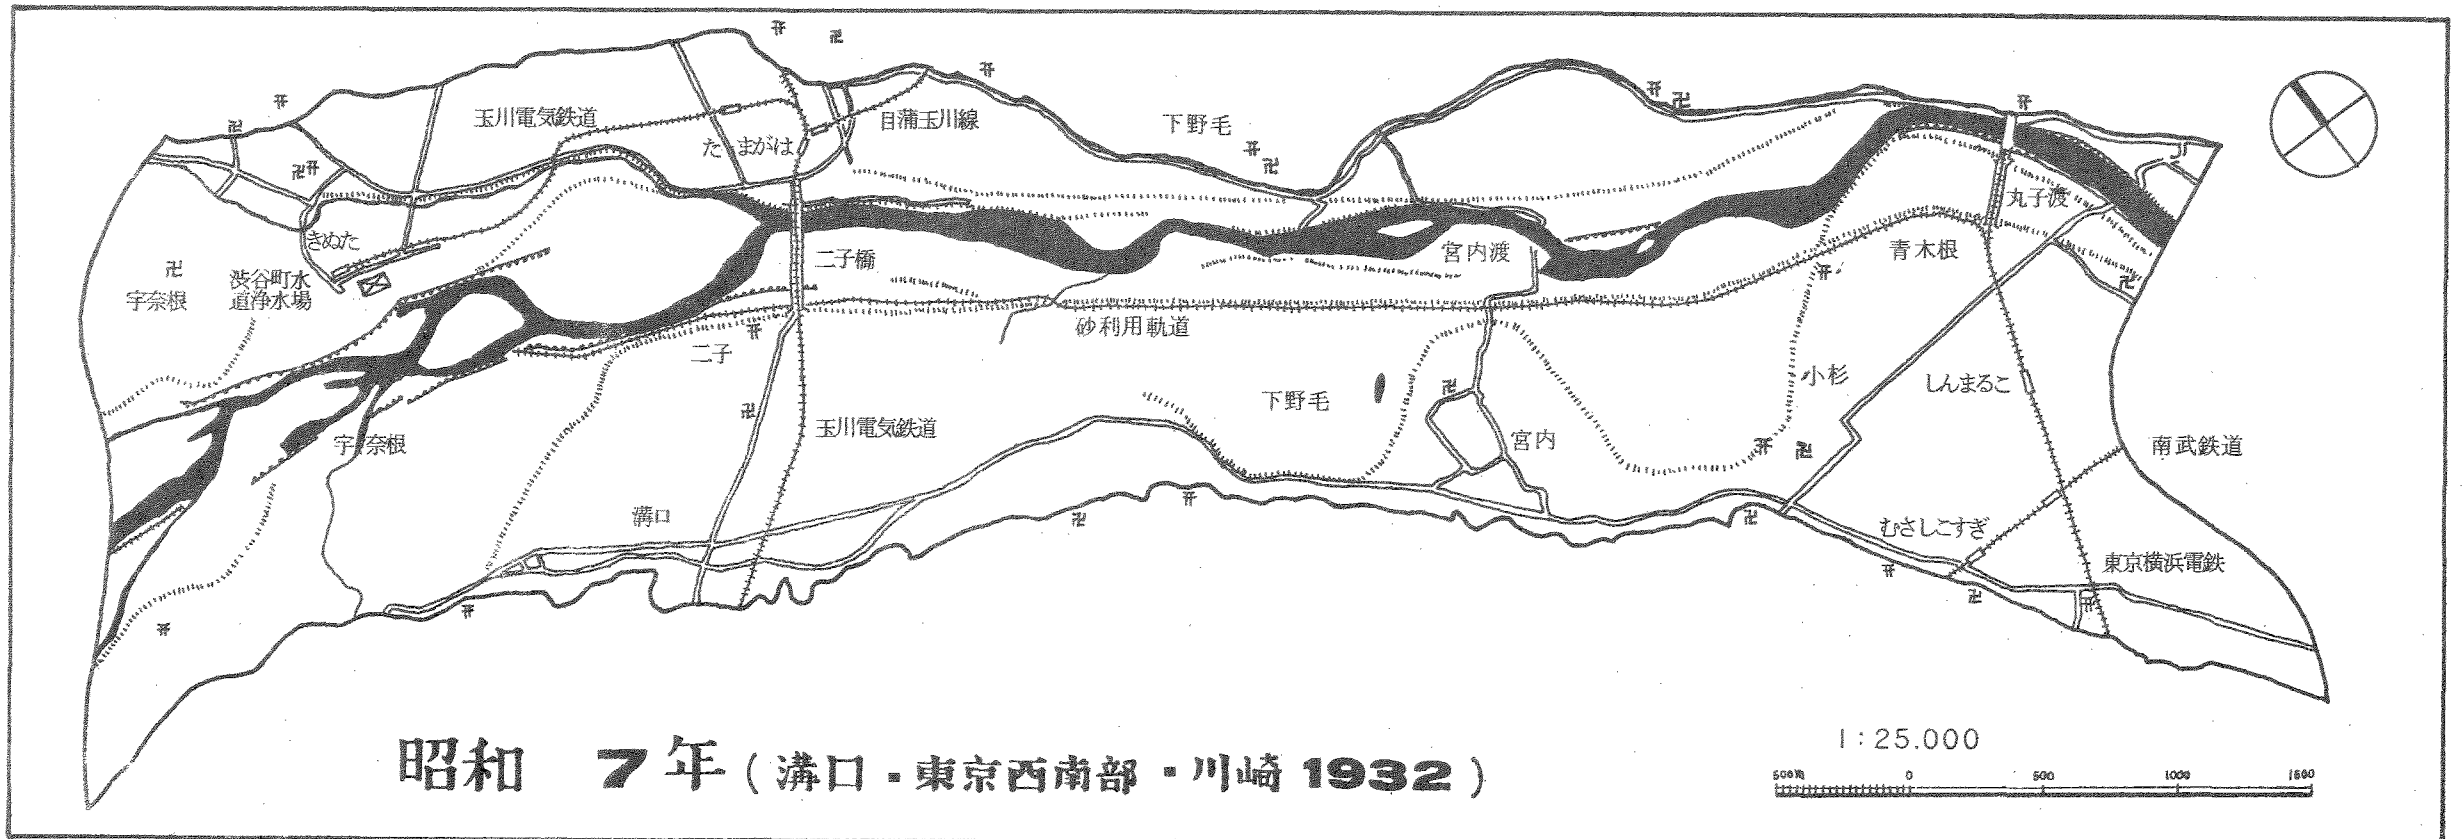 玉川電気鉄道
目蒲玉川線
たまがは
下野毛
きぬた
渋谷町水
道浄水場
宇奈根
二子橋
宮内渡
丸子渡
青木根
砂利用軌道
二子
宇奈根
玉川電気鉄道
下野毛
宮内
小杉
しんまるこ
南武鉄道
溝口
むさしこすぎ
東京横浜電鉄
昭和 7年(溝口・東京西南部・川崎 1932)
1:25.000
500m 0 500 1000 1500